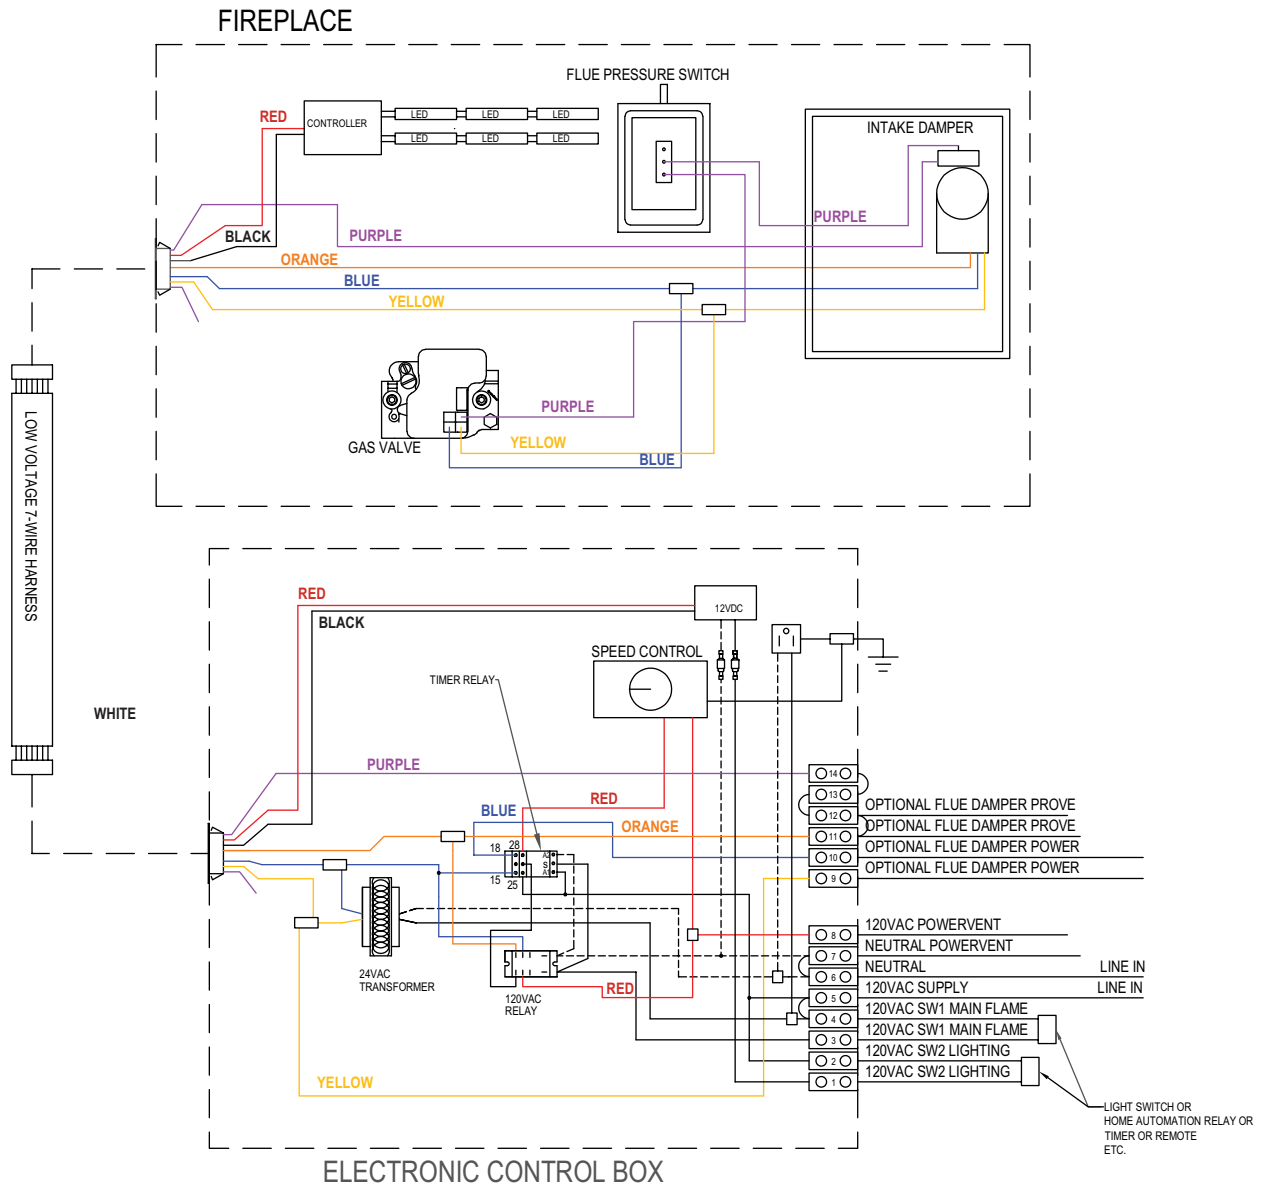 FIREPLACE
FLUE PRESSURE SWITCH
RED
CONTROLLER
LED LED LED
LED LED LED
INTAKE DAMPER
PURPLE
BLACK
PURPLE
ORANGE
BLUE
YELLOW
PURPLE
YELLOW
GAS VALVE
BLUE
LOW VOLTAGE 7-WIRE HARNESS
WHITE
RED
BLACK
12VDC
SPEED CONTROL
TIMER RELAY
PURPLE
RED
BLUE
ORANGE
18 28
15 25
A2
S
A1
24VAC
TRANSFORMER
120VAC
RELAY
RED
YELLOW
14
13
12 OPTIONAL FLUE DAMPER PROVE
11 OPTIONAL FLUE DAMPER PROVE
10 OPTIONAL FLUE DAMPER POWER
9 OPTIONAL FLUE DAMPER POWER
8 120VAC POWERVENT
7 NEUTRAL POWERVENT
6 NEUTRAL LINE IN
5 120VAC SUPPLY LINE IN
4 120VAC SW1 MAIN FLAME
3 120VAC SW1 MAIN FLAME
2 120VAC SW2 LIGHTING
1 120VAC SW2 LIGHTING
LIGHT SWITCH OR
HOME AUTOMATION RELAY OR
TIMER OR REMOTE
ETC.
ELECTRONIC CONTROL BOX